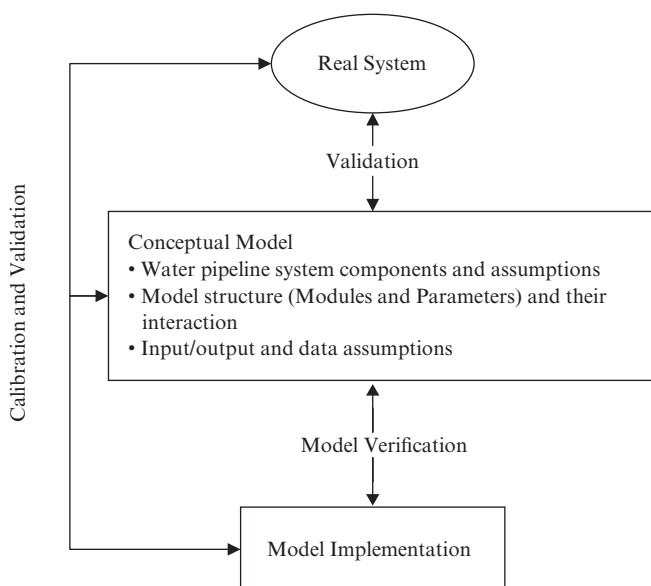 Real System
Validation
Calibration and Validation
Conceptual Model
• Water pipeline system components and assumptions
• Model structure (Modules and Parameters) and their
interaction
• Input/output and data assumptions
Model Verification
Model Implementation